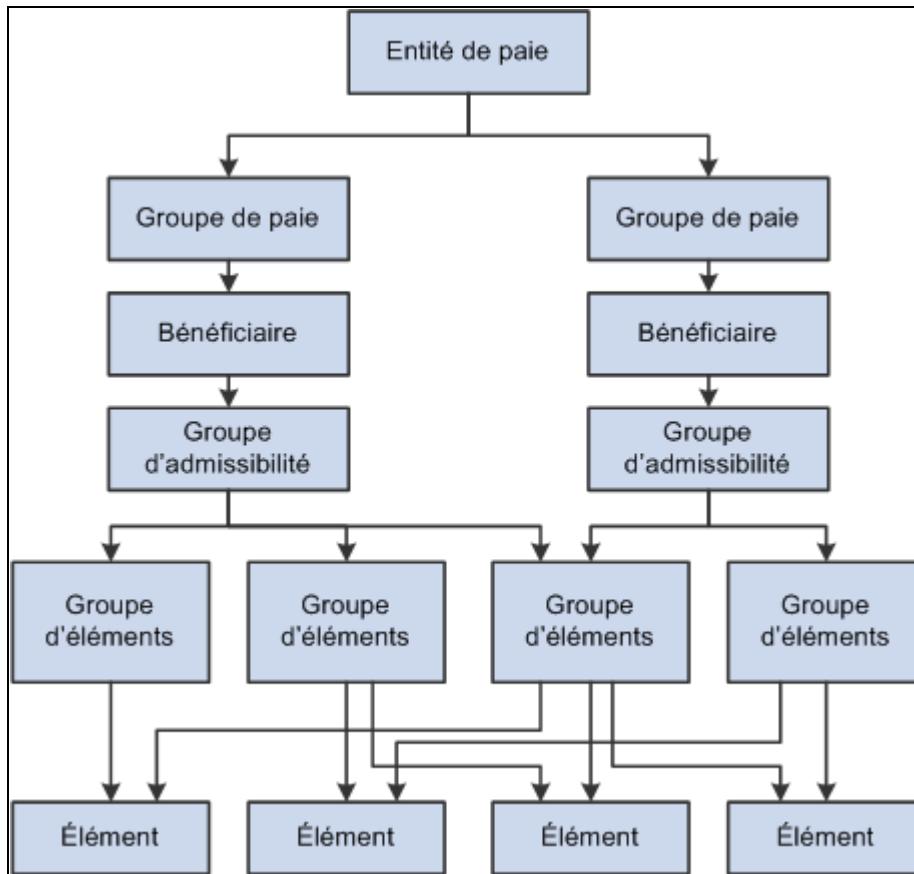 Entité de paie
Groupe de paie
Groupe de paie
Bénéficiaire
Bénéficiaire
Groupe
d'admissibilité
Groupe
d'admissibilité
Groupe
d'éléments
Groupe
d'éléments
Groupe
d'éléments
Groupe
d'éléments
Élément
Élément
Élément
Élément